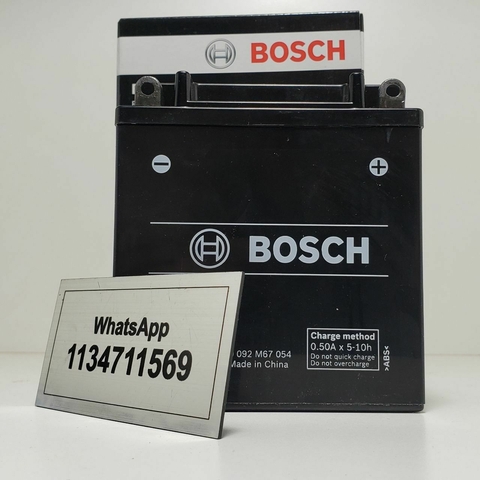 BOSCH
BOSCH
WhatsApp
1134711569
092 M67 054
Made in China
Charge method
0.50A x 5-10h
Do not quick charge
Do not overcharge
>ABS<